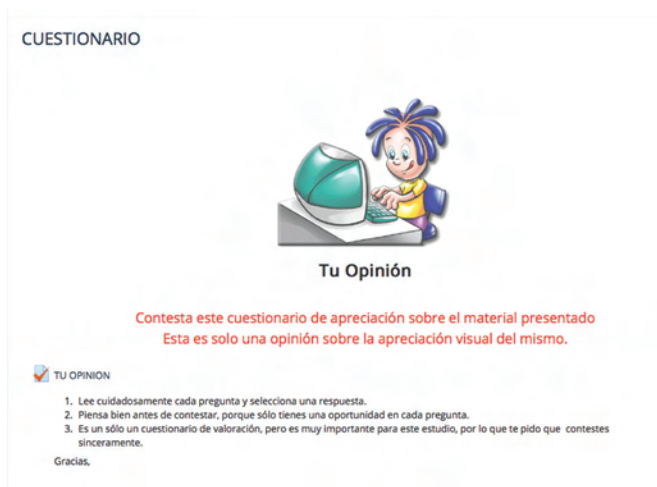 CUESTIONARIO
Tu Opinión
Contesta este cuestionario de apreciación sobre el material presentado
Esta es solo una opinión sobre la apreciación visual del mismo.
TU OPINION
1. Lee cuidadosamente cada pregunta y selecciona una respuesta.
2. Piensa bien antes de contestar, porque sólo tienes una oportunidad en cada pregunta.
3. Es un sólo un cuestionario de valoración, pero es muy importante para este estudio, por lo que te pido que contestes
sinceramente.
Gracias,